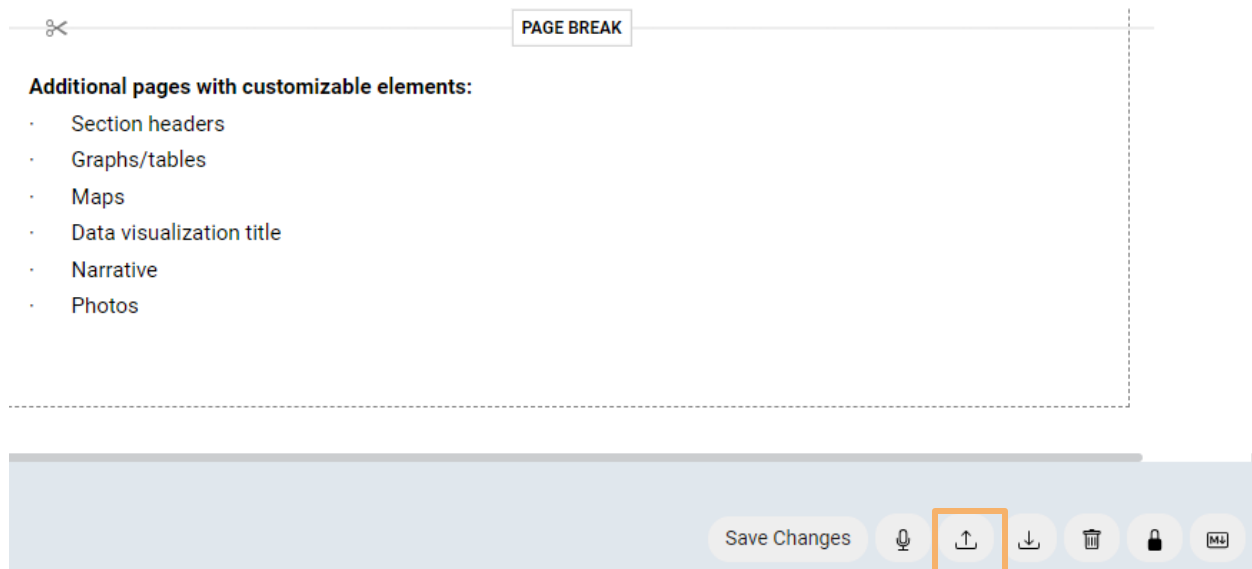 PAGE BREAK
Additional pages with customizable elements:
· Section headers
· Graphs/tables
· Maps
· Data visualization title
· Narrative
· Photos
Save Changes
M↓